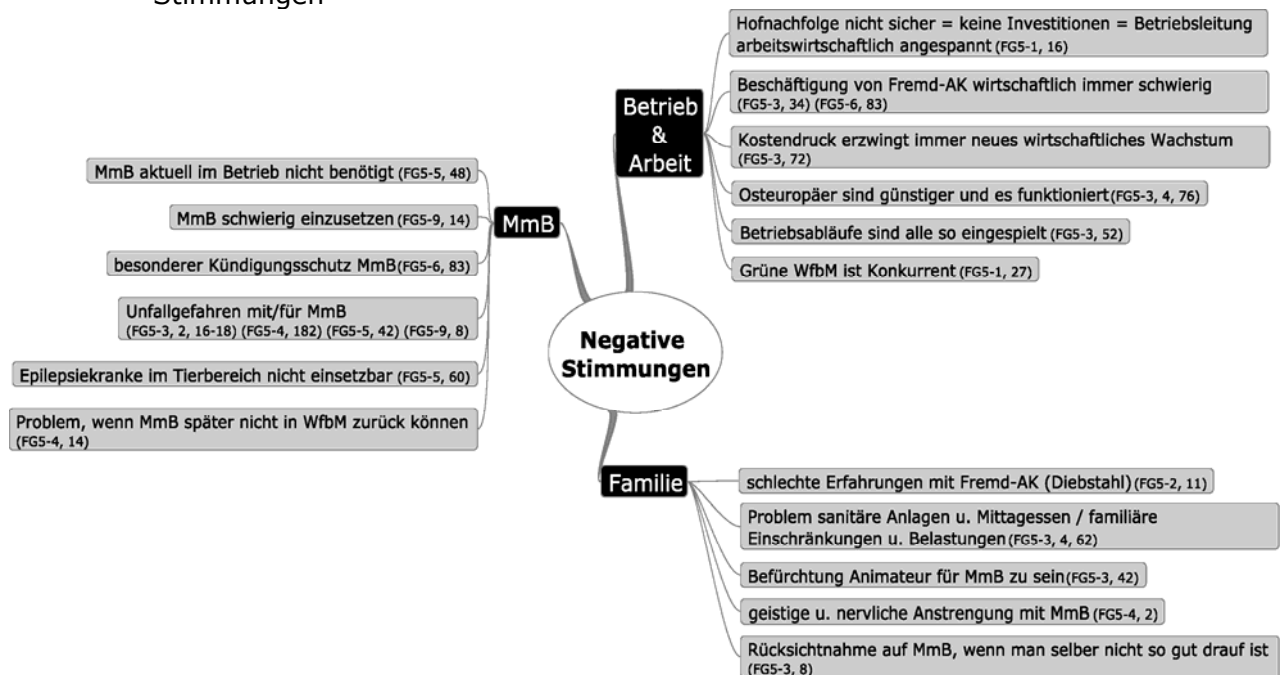 Stimmungen
Hofnachfolge nicht sicher = keine Investitionen = Betriebsleitung
arbeitswirtschaftlich angespannt (FG5-1, 16)
Betrieb
&
Arbeit
Beschäftigung von Fremd-AK wirtschaftlich immer schwierig
(FG5-3, 34) (FG5-6, 83)
Kostendruck erzwingt immer neues wirtschaftliches Wachstum
(FG5-3, 72)
Osteuropäer sind günstiger und es funktioniert(FG5-3, 4, 76)
Betriebsabläufe sind alle so eingespielt (FG5-3, 52)
Grüne WfbM ist Konkurrent (FG5-1, 27)
MmB
MmB aktuell im Betrieb nicht benötigt (FG5-5, 48)
MmB schwierig einzusetzen (FG5-9, 14)
besonderer Kündigungsschutz MmB(FG5-6, 83)
Unfallgefahren mit/für MmB
(FG5-3, 2, 16-18) (FG5-4, 182) (FG5-5, 42) (FG5-9, 8)
Epilepsiekranke im Tierbereich nicht einsetzbar (FG5-5, 60)
Problem, wenn MmB später nicht in WfbM zurück können
(FG5-4, 14)
Negative
Stimmungen
Familie
schlechte Erfahrungen mit Fremd-AK (Diebstahl) (FG5-2, 11)
Problem sanitäre Anlagen u. Mittagessen / familiäre
Einschränkungen u. Belastungen (FG5-3, 4, 62)
Befürchtung Animateur für MmB zu sein(FG5-3, 42)
geistige u. nervliche Anstrengung mit MmB (FG5-4, 2)
Rücksichtnahme auf MmB, wenn man selber nicht so gut drauf ist
(FG5-3, 8)